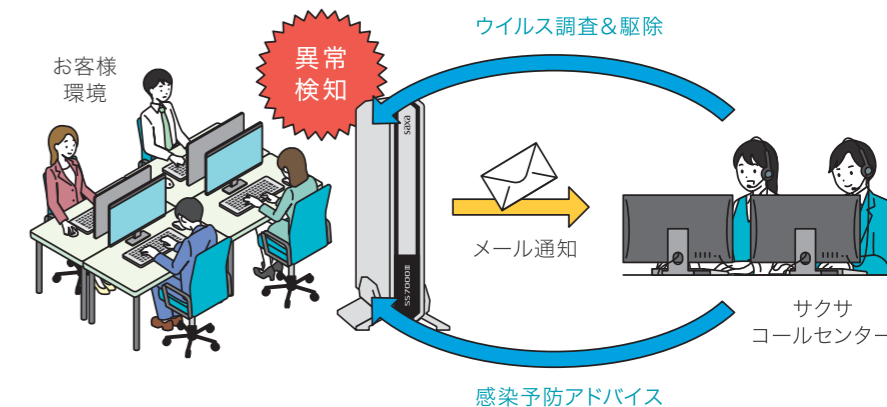 ウイルス調査&駆除
異常
検知
お客様
環境
saxa
SS7000Ⅲ
メール通知
サクサ
コールセンター
感染予防アドバイス